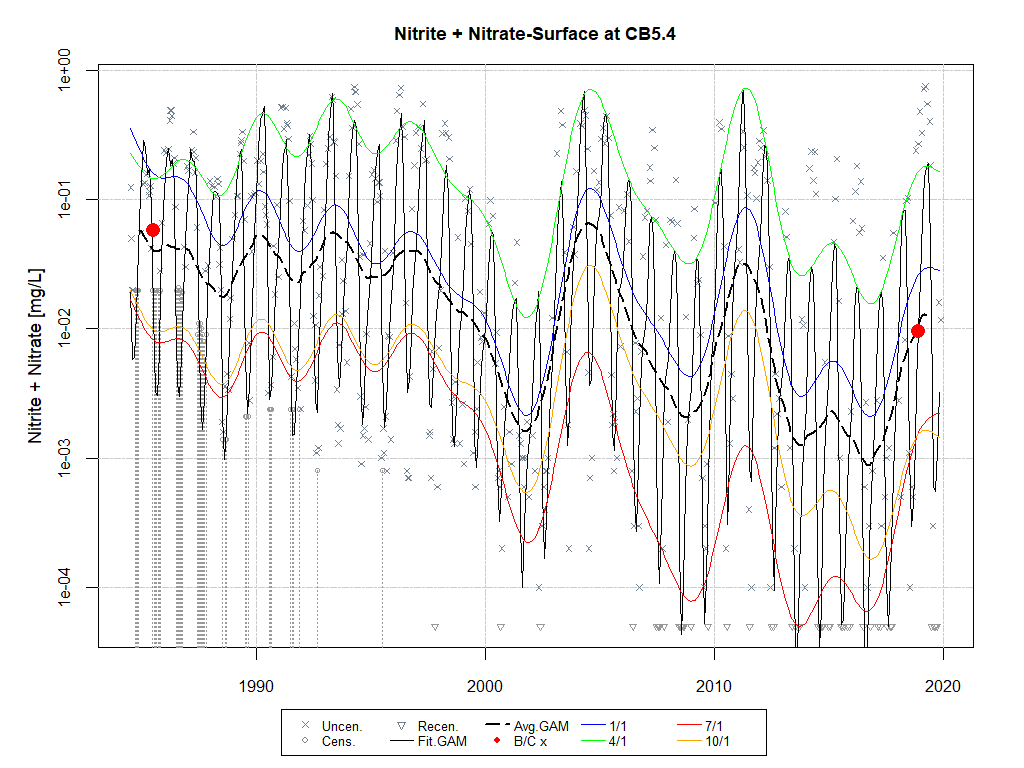 Nitrite + Nitrate-Surface at CB5.4
Nitrite + Nitrate [mg/L]
1e+00
1e-01
1e-02
1e-03
1e-04
1990 2000 2010 2020
Uncen. Recen. Avg.GAM 1/1 7/1
Cens. Fit.GAM B/C x 4/1 10/1